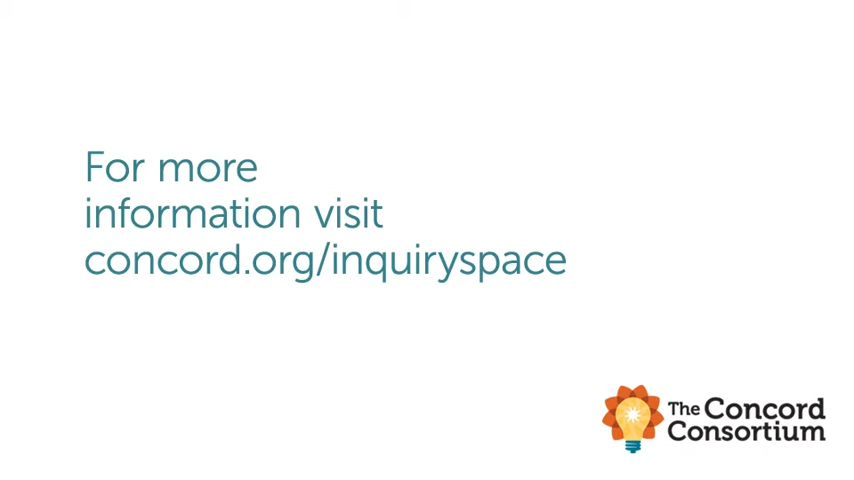 For more
information visit
concord.org/inquiryspace
The Concord
Consortium